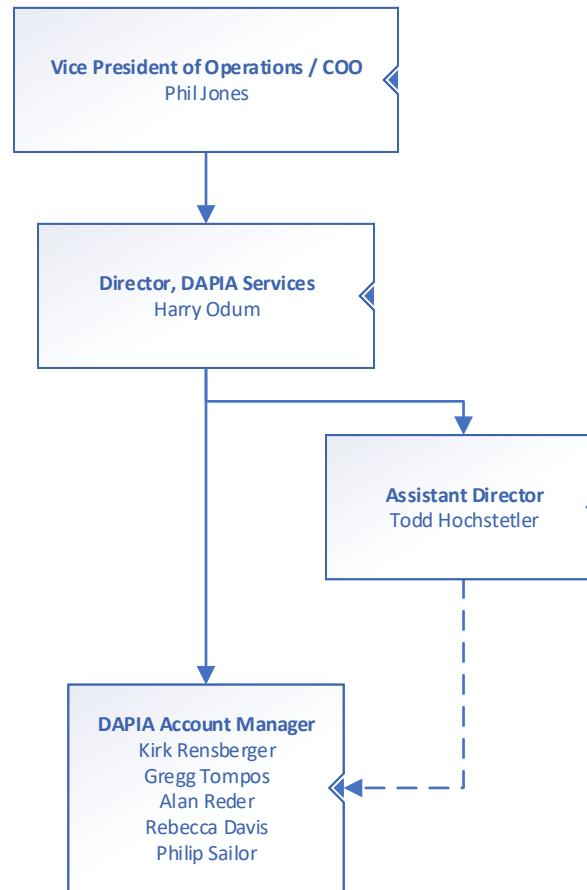 Vice President of Operations / COO
Phil Jones
Director, DAPIA Services
Harry Odum
Assistant Director
Todd Hochstetler
DAPIA Account Manager
Kirk Rensberger
Gregg Tompos
Alan Reder
Rebecca Davis
Philip Sailor